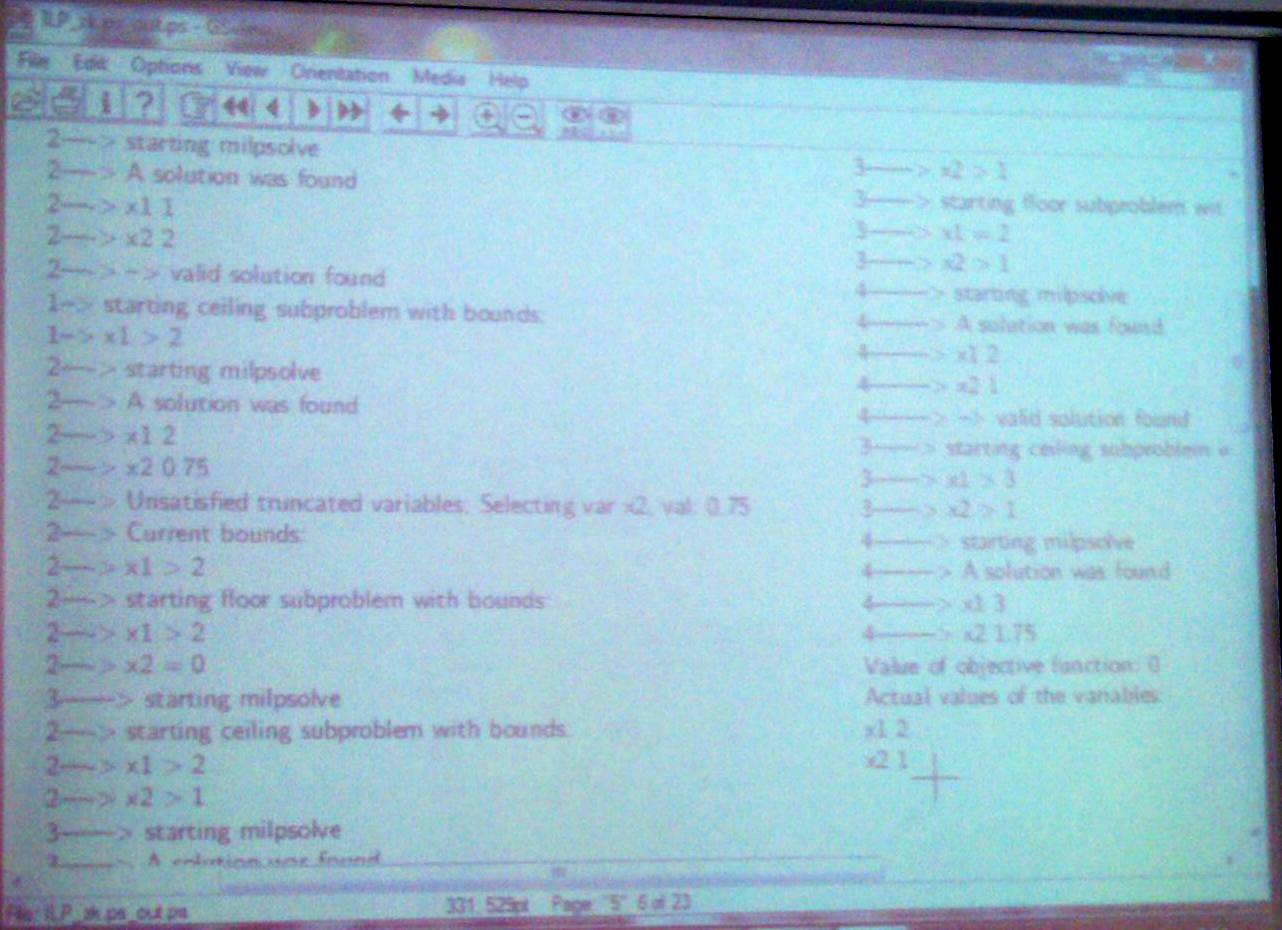 File Edit Options View Orientation Media Help
2---> starting milpsolve
2---> A solution was found
2---> x1 1
2---> x2 2
2---> -> valid solution found
1-> starting ceiling subproblem with bounds:
1-> x1 > 2
2---> starting milpsolve
2---> A solution was found
2---> x1 2
2---> x2 0.75
2---> Unsatisfied truncated variables; Selecting var x2, val: 0.75
2---> Current bounds:
2---> x1 > 2
2---> starting floor subproblem with bounds:
2---> x1 > 2
2---> x2 = 0
3-----> starting milpsolve
2---> starting ceiling subproblem with bounds:
2---> x1 > 2
2---> x2 > 1
3-----> starting milpsolve
3-----> A solution was found
3-----> x2 > 1
3-----> starting floor subproblem wit
3-----> x1 = 2
3-----> x2 > 1
4-------> starting milpsolve
4-------> A solution was found
4-------> x1 2
4-------> x2 1
4-------> -> valid solution found
3-----> starting ceiling subproblem
3-----> x1 > 3
3-----> x2 > 1
4-------> starting milpsolve
4-------> A solution was found
4-------> x1 3
4-------> x2 1.75
Value of objective function: 0
Actual values of the variables:
x1 2
x2 1
File: ILP_zk.ps_out.ps 331, 529pt Page: "5" 6 of 23